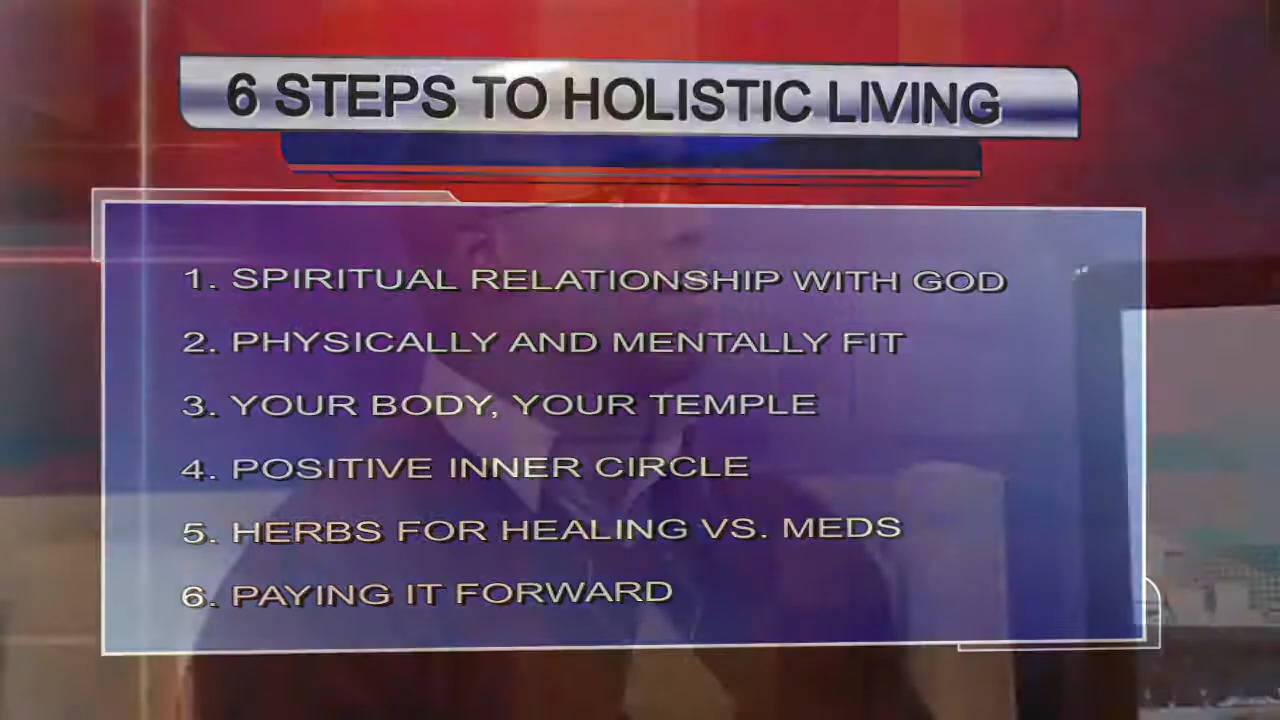 6 STEPS TO HOLISTIC LIVING
1. SPIRITUAL RELATIONSHIP WITH GOD
2. PHYSICALLY AND MENTALLY FIT
3. YOUR BODY, YOUR TEMPLE
4. POSITIVE INNER CIRCLE
5. HERBS FOR HEALING VS. MEDS
6. PAYING IT FORWARD